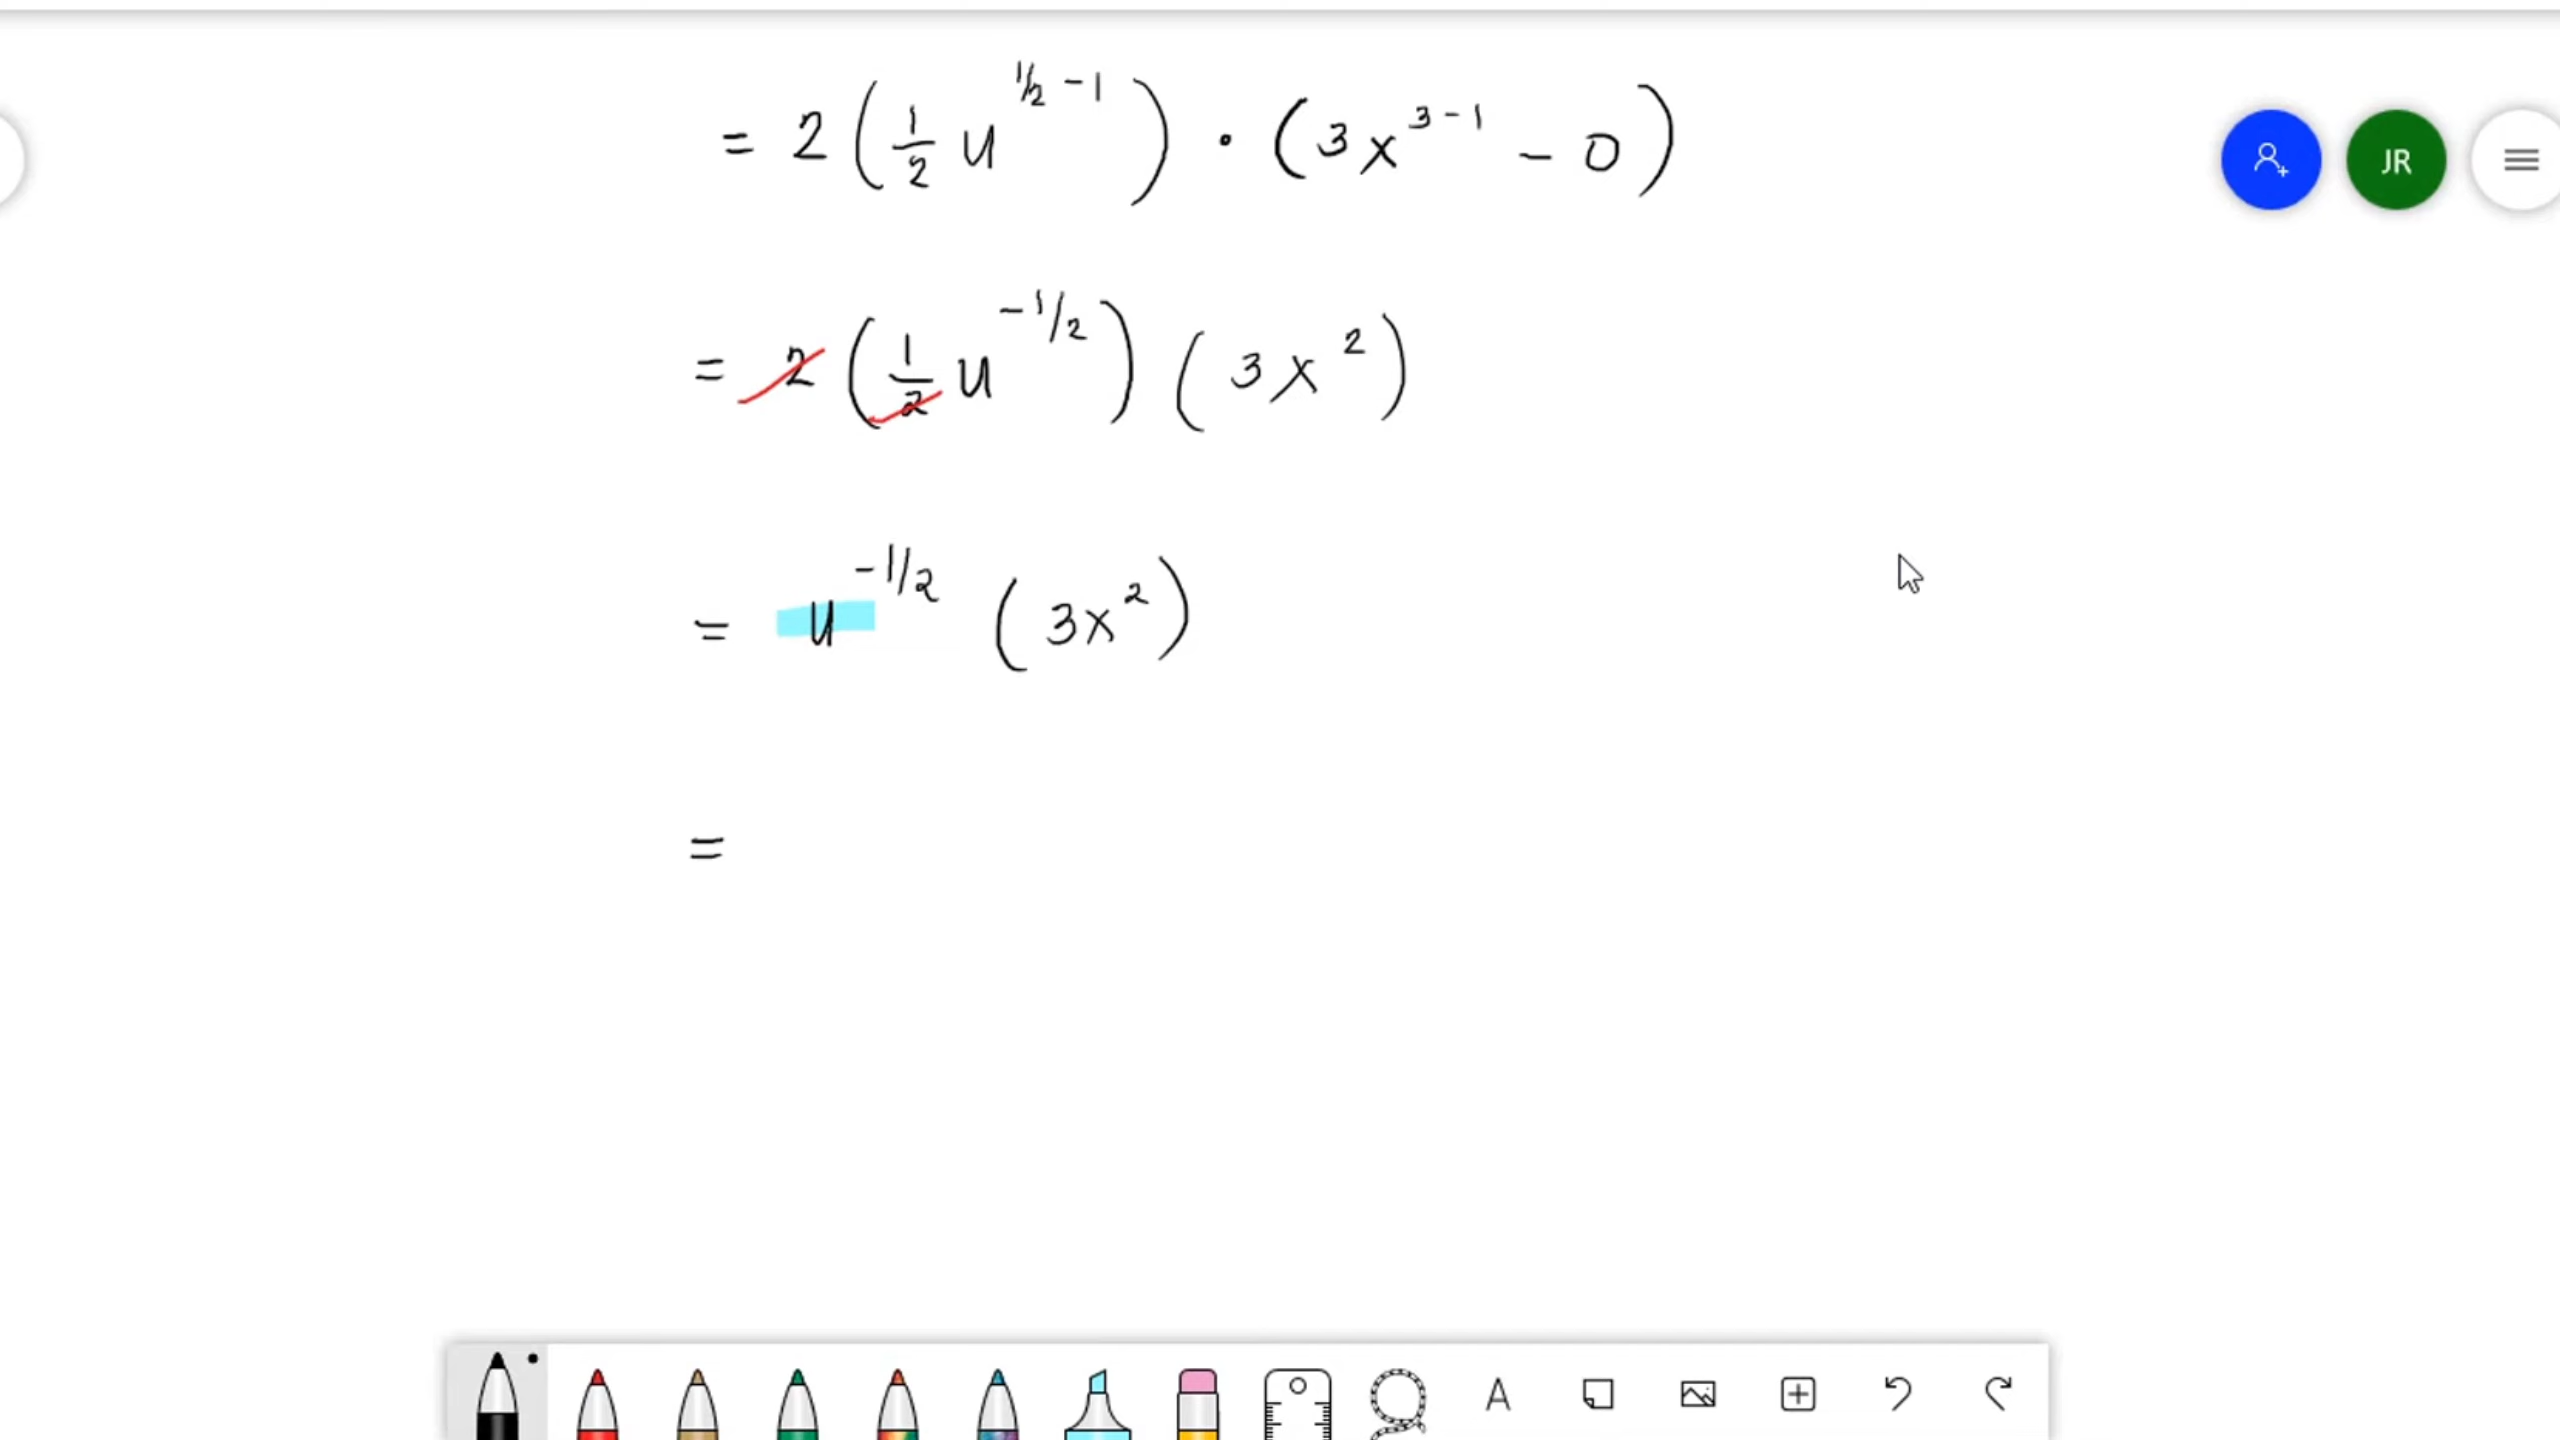 = 2 ( 1/2 u^(1/2 - 1) ) · ( 3x^(3-1) - 0 )
JR
= 2 ( 1/2 u^(-1/2) ) ( 3x^2 )
= u^(-1/2) ( 3x^2 )
=
A